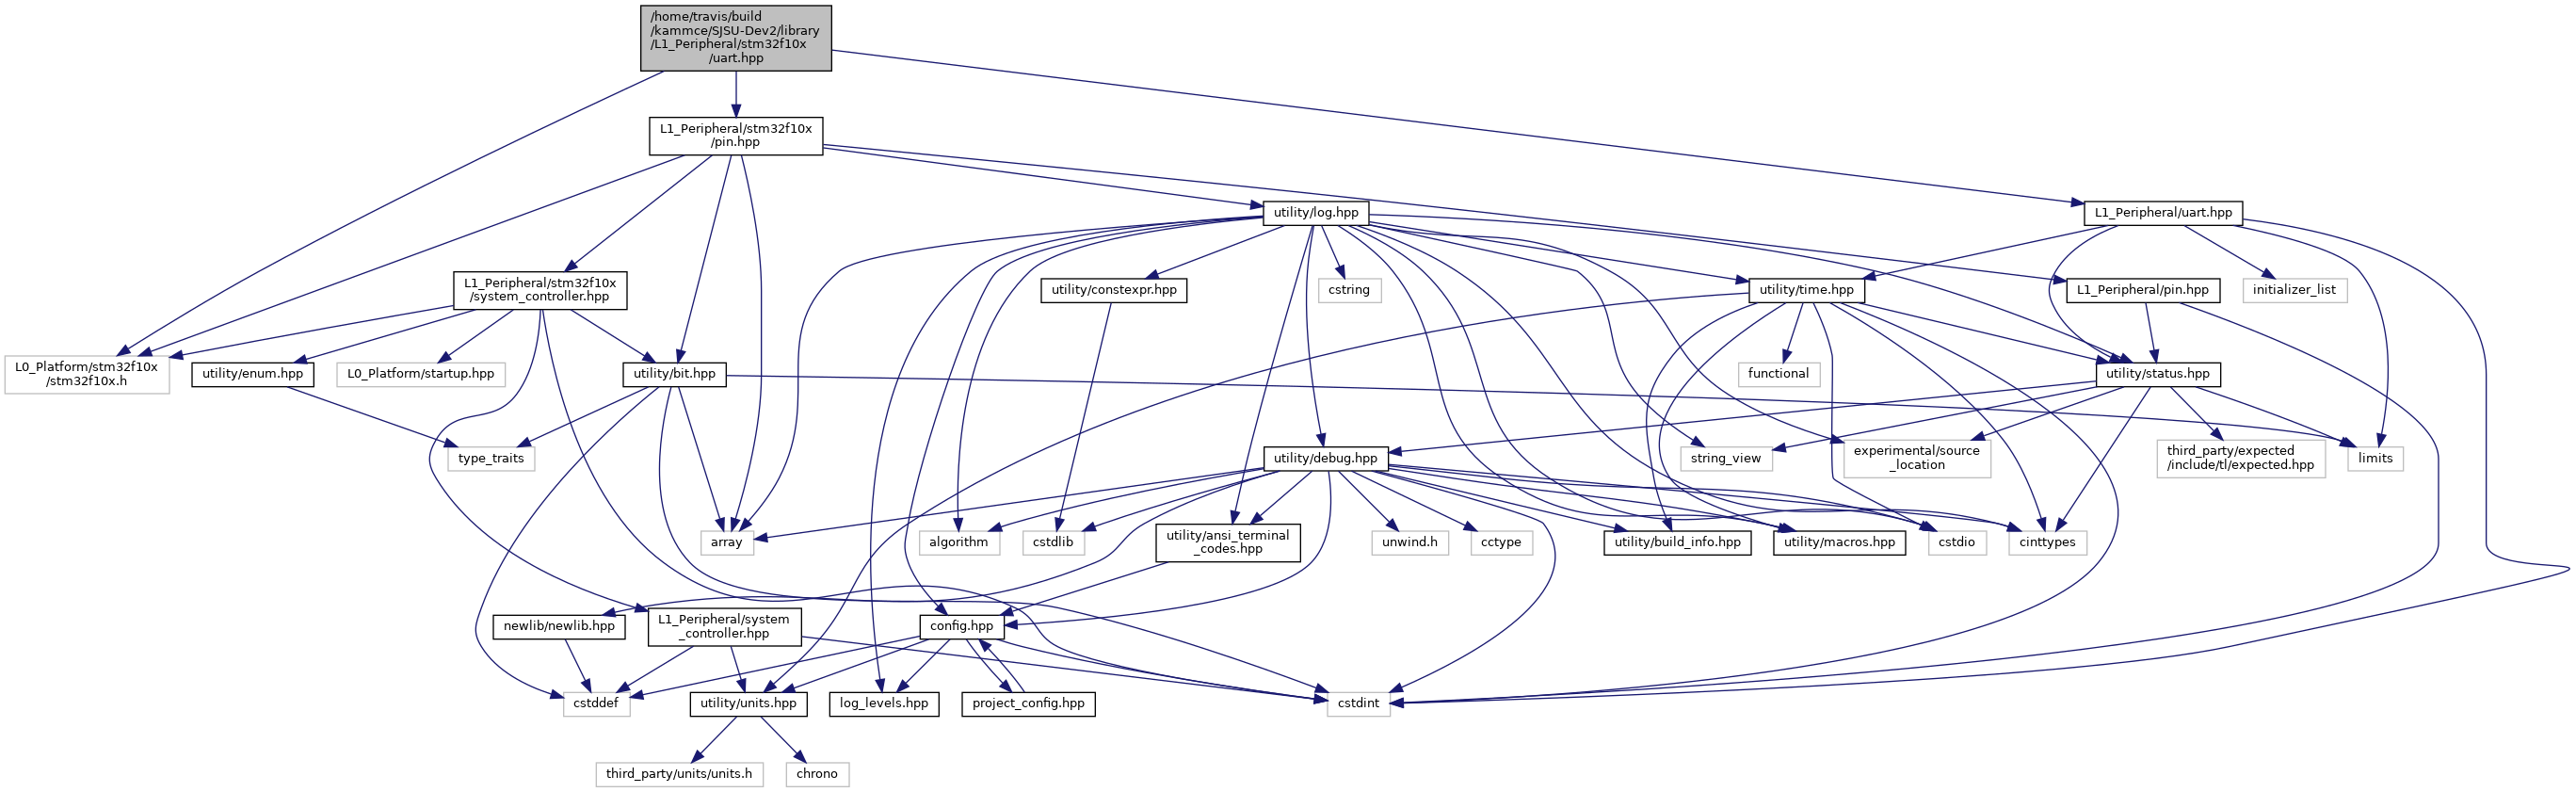 /home/travis/build
/kammce/SJSU-Dev2/library
/L1_Peripheral/stm32f10x
/uart.hpp
L1_Peripheral/stm32f10x
/pin.hpp
utility/log.hpp
L1_Peripheral/uart.hpp
L1_Peripheral/stm32f10x
/system_controller.hpp
utility/constexpr.hpp
cstring
utility/time.hpp
L1_Peripheral/pin.hpp
initializer_list
L0_Platform/stm32f10x
/stm32f10x.h
utility/enum.hpp
L0_Platform/startup.hpp
utility/bit.hpp
functional
utility/status.hpp
type_traits
utility/debug.hpp
string_view
experimental/source
_location
third_party/expected
/include/tl/expected.hpp
limits
array
algorithm
cstdlib
utility/ansi_terminal
_codes.hpp
unwind.h
cctype
utility/build_info.hpp
utility/macros.hpp
cstdio
cinttypes
newlib/newlib.hpp
L1_Peripheral/system
_controller.hpp
config.hpp
cstddef
utility/units.hpp
log_levels.hpp
project_config.hpp
cstdint
third_party/units/units.h
chrono